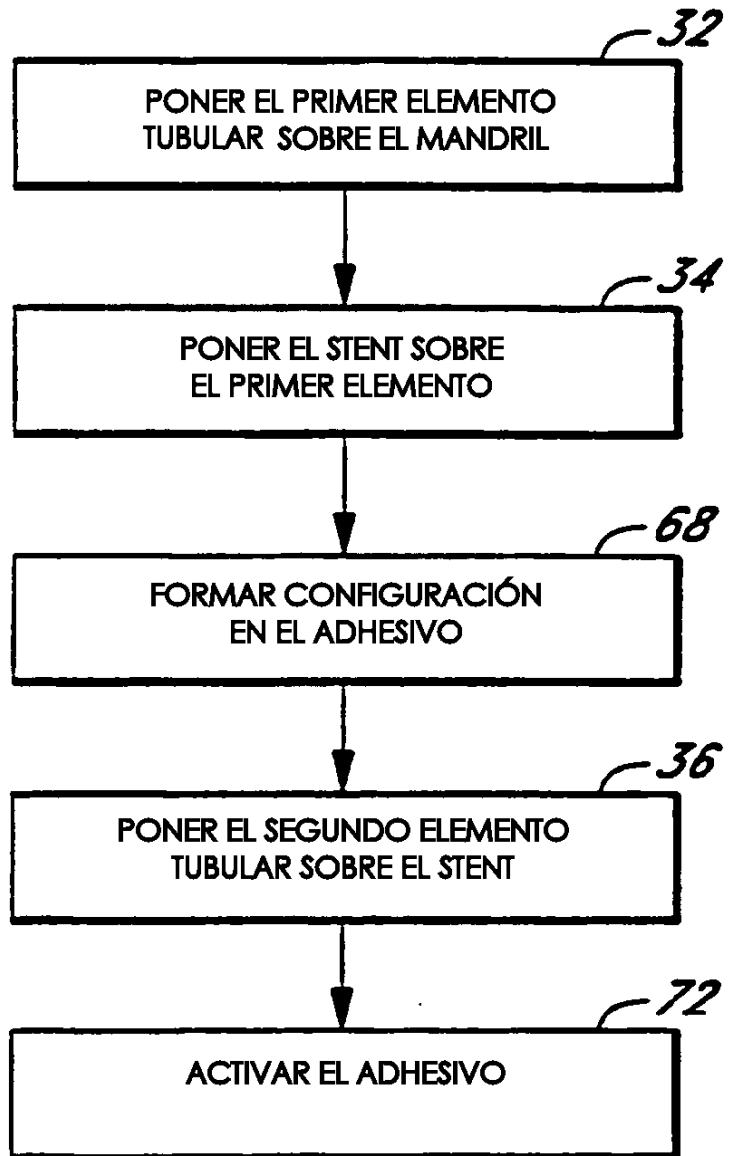 32
PONER EL PRIMER ELEMENTO
TUBULAR SOBRE EL MANDRIL
34
PONER EL STENT SOBRE
EL PRIMER ELEMENTO
68
FORMAR CONFIGURACIÓN
EN EL ADHESIVO
36
PONER EL SEGUNDO ELEMENTO
TUBULAR SOBRE EL STENT
72
ACTIVAR EL ADHESIVO